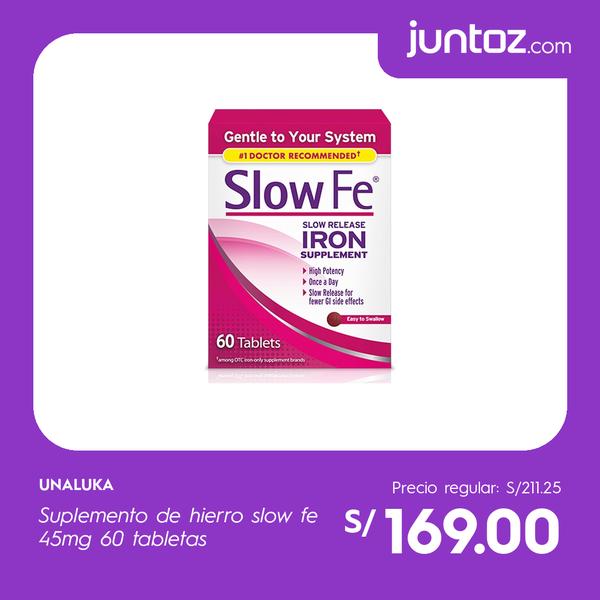 juntoz.com
Gentle to Your System
#1 DOCTOR RECOMMENDED†
Slow Fe®
SLOW RELEASE
IRON
SUPPLEMENT
High Potency
Once a Day
Slow Release for
fewer GI side effects
Easy to Swallow
60 Tablets
†among OTC iron-only supplement brands
UNALUKA
Suplemento de hierro slow fe
45mg 60 tabletas
Precio regular: S/211.25
S/169.00